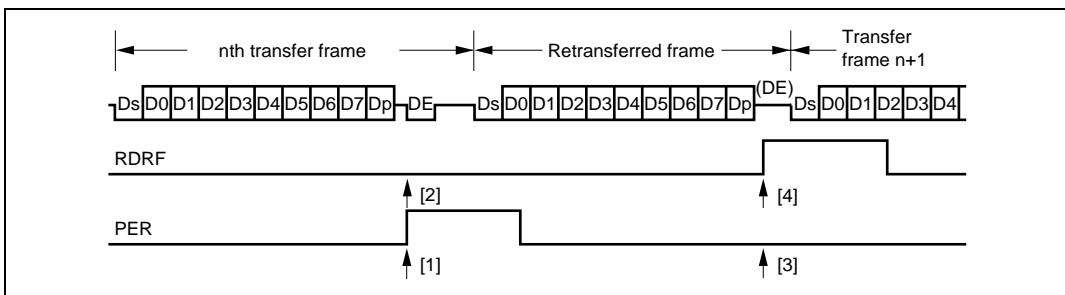 nth transfer frame Retransferred frame Transfer
frame n+1
Ds D0 D1 D2 D3 D4 D5 D6 D7 Dp DE Ds D0 D1 D2 D3 D4 D5 D6 D7 Dp (DE) Ds D0 D1 D2 D3 D4
RDRF
[2] [4]
PER
[1] [3]